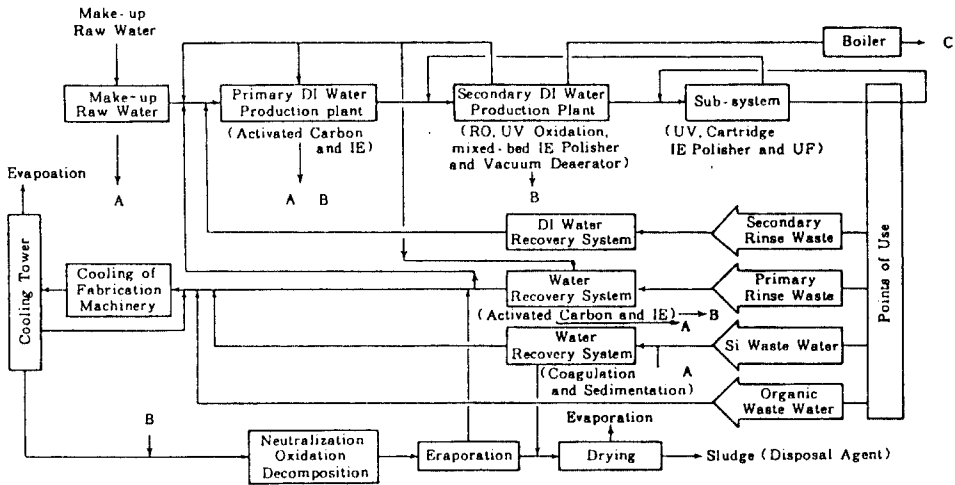 Make-up
Raw Water
Boiler
C
Make-up
Raw Water
Primary DI Water
Production plant
Secondary DI Water
Production Plant
Sub-system
(Activated Carbon
and IE)
(RO, UV Oxidation,
mixed-bed IE Polisher
and Vacuum Deaerator)
(UV, Cartridge
IE Polisher and UF)
Evapoation
A
A B
B
DI Water
Recovery System
Secondary
Rinse Waste
Points of Use
Cooling Tower
Cooling of
Fabrication
Machinery
Water
Recovery System
Primary
Rinse Waste
(Activated Carbon and IE)
B
A
Water
Recovery System
Si Waste Water
(Coagulation
and Sedimentation)
A
Organic
Waste Water
B
Evaporation
Neutralization
Oxidation
Decomposition
Eraporation
Drying
Sludge (Disposal Agent)